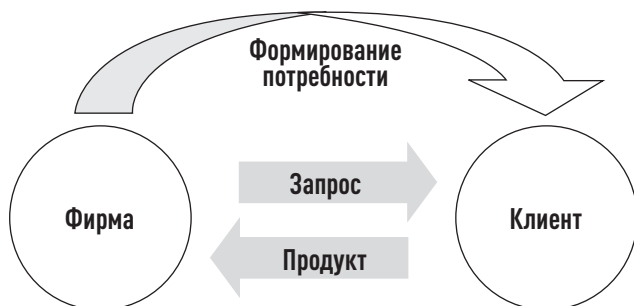 Формирование
потребности
Запрос
Фирма
Клиент
Продукт